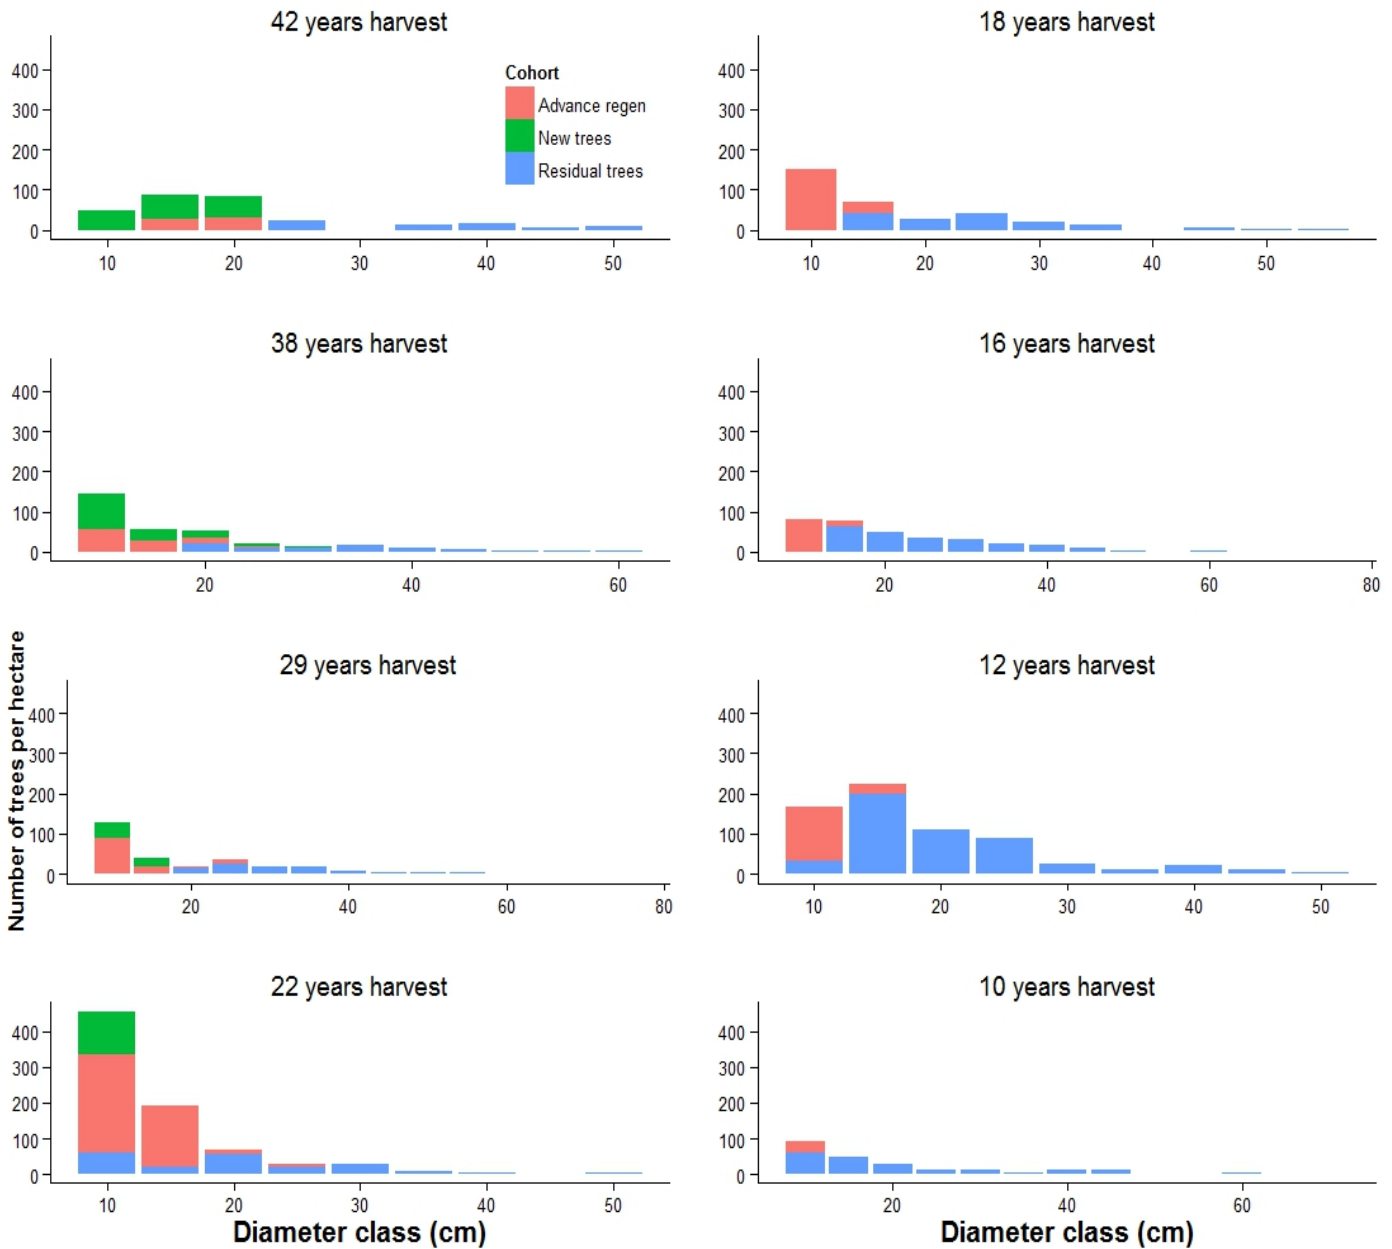 42 years harvest
400
300
200
100
0
10 20 30 40 50
Cohort
Advance regen
New trees
Residual trees
18 years harvest
400
300
200
100
0
10 20 30 40 50
38 years harvest
400
300
200
100
0
20 40 60
16 years harvest
400
300
200
100
0
20 40 60 80
Number of trees per hectare
29 years harvest
400
300
200
100
0
20 40 60 80
12 years harvest
400
300
200
100
0
10 20 30 40 50
22 years harvest
400
300
200
100
0
10 20 30 40 50
Diameter class (cm)
10 years harvest
400
300
200
100
0
20 40 60
Diameter class (cm)